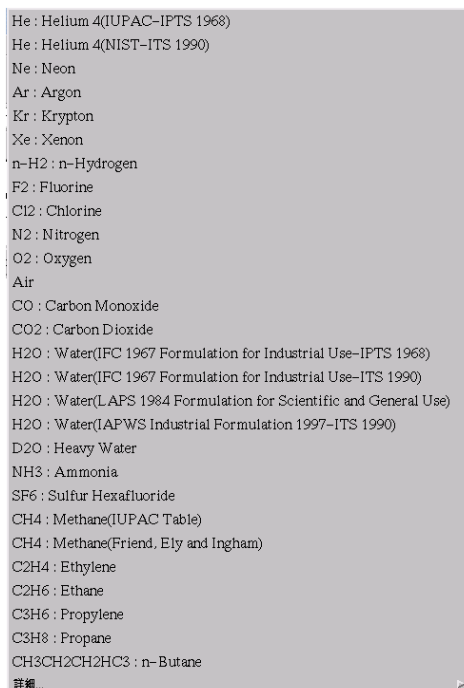 He : Helium 4(IUPAC-IPTS 1968)
He : Helium 4(NIST-ITS 1990)
Ne : Neon
Ar : Argon
Kr : Krypton
Xe : Xenon
n-H2 : n-Hydrogen
F2 : Fluorine
Cl2 : Chlorine
N2 : Nitrogen
O2 : Oxygen
Air
CO : Carbon Monoxide
CO2 : Carbon Dioxide
H2O : Water(IFC 1967 Formulation for Industrial Use-IPTS 1968)
H2O : Water(IFC 1967 Formulation for Industrial Use-ITS 1990)
H2O : Water(LAPS 1984 Formulation for Scientific and General Use)
H2O : Water(IAPWS Industrial Formulation 1997-ITS 1990)
D2O : Heavy Water
NH3 : Ammonia
SF6 : Sulfur Hexafluoride
CH4 : Methane(IUPAC Table)
CH4 : Methane(Friend, Ely and Ingham)
C2H4 : Ethylene
C2H6 : Ethane
C3H6 : Propylene
C3H8 : Propane
CH3CH2CH2HC3 : n-Butane
詳細...